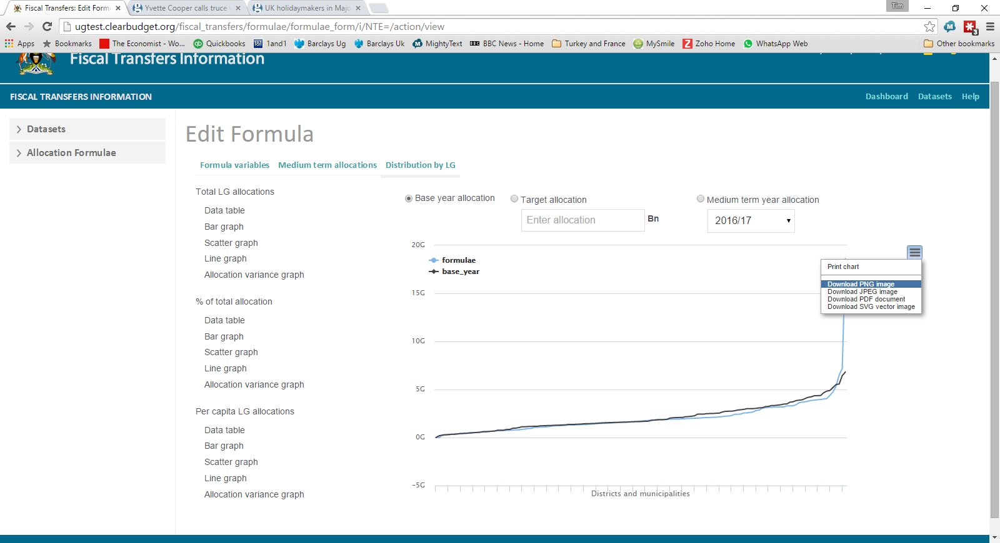 Fiscal Transfers: Edit Form
Yvette Cooper calls truce
UK holidaymakers in Majo
Tim
ugtest.clearbudget.org/fiscal_transfers/formulae/formulae_form/i/NTE=/action/view
3
Apps
Bookmarks
The Economist - Wo...
Quickbooks
1and1
Barclays Ug
Barclays Uk
MightyText
BBC News - Home
Turkey and France
MySmile
Zoho Home
WhatsApp Web
Other bookmarks
Fiscal Transfers Information
FISCAL TRANSFERS INFORMATION
Dashboard
Datasets
Help
Datasets
Allocation Formulae
Edit Formula
Formula variables
Medium term allocations
Distribution by LG
Total LG allocations
Data table
Bar graph
Scatter graph
Line graph
Allocation variance graph
% of total allocation
Data table
Bar graph
Scatter graph
Line graph
Allocation variance graph
Per capita LG allocations
Data table
Bar graph
Scatter graph
Line graph
Allocation variance graph
Base year allocation
Target allocation
Enter allocation
Bn
Medium term year allocation
2016/17
20G
15G
10G
5G
0G
-5G
formulae
base_year
Print chart
Download PNG image
Download JPEG image
Download PDF document
Download SVG vector image
Districts and municipalities